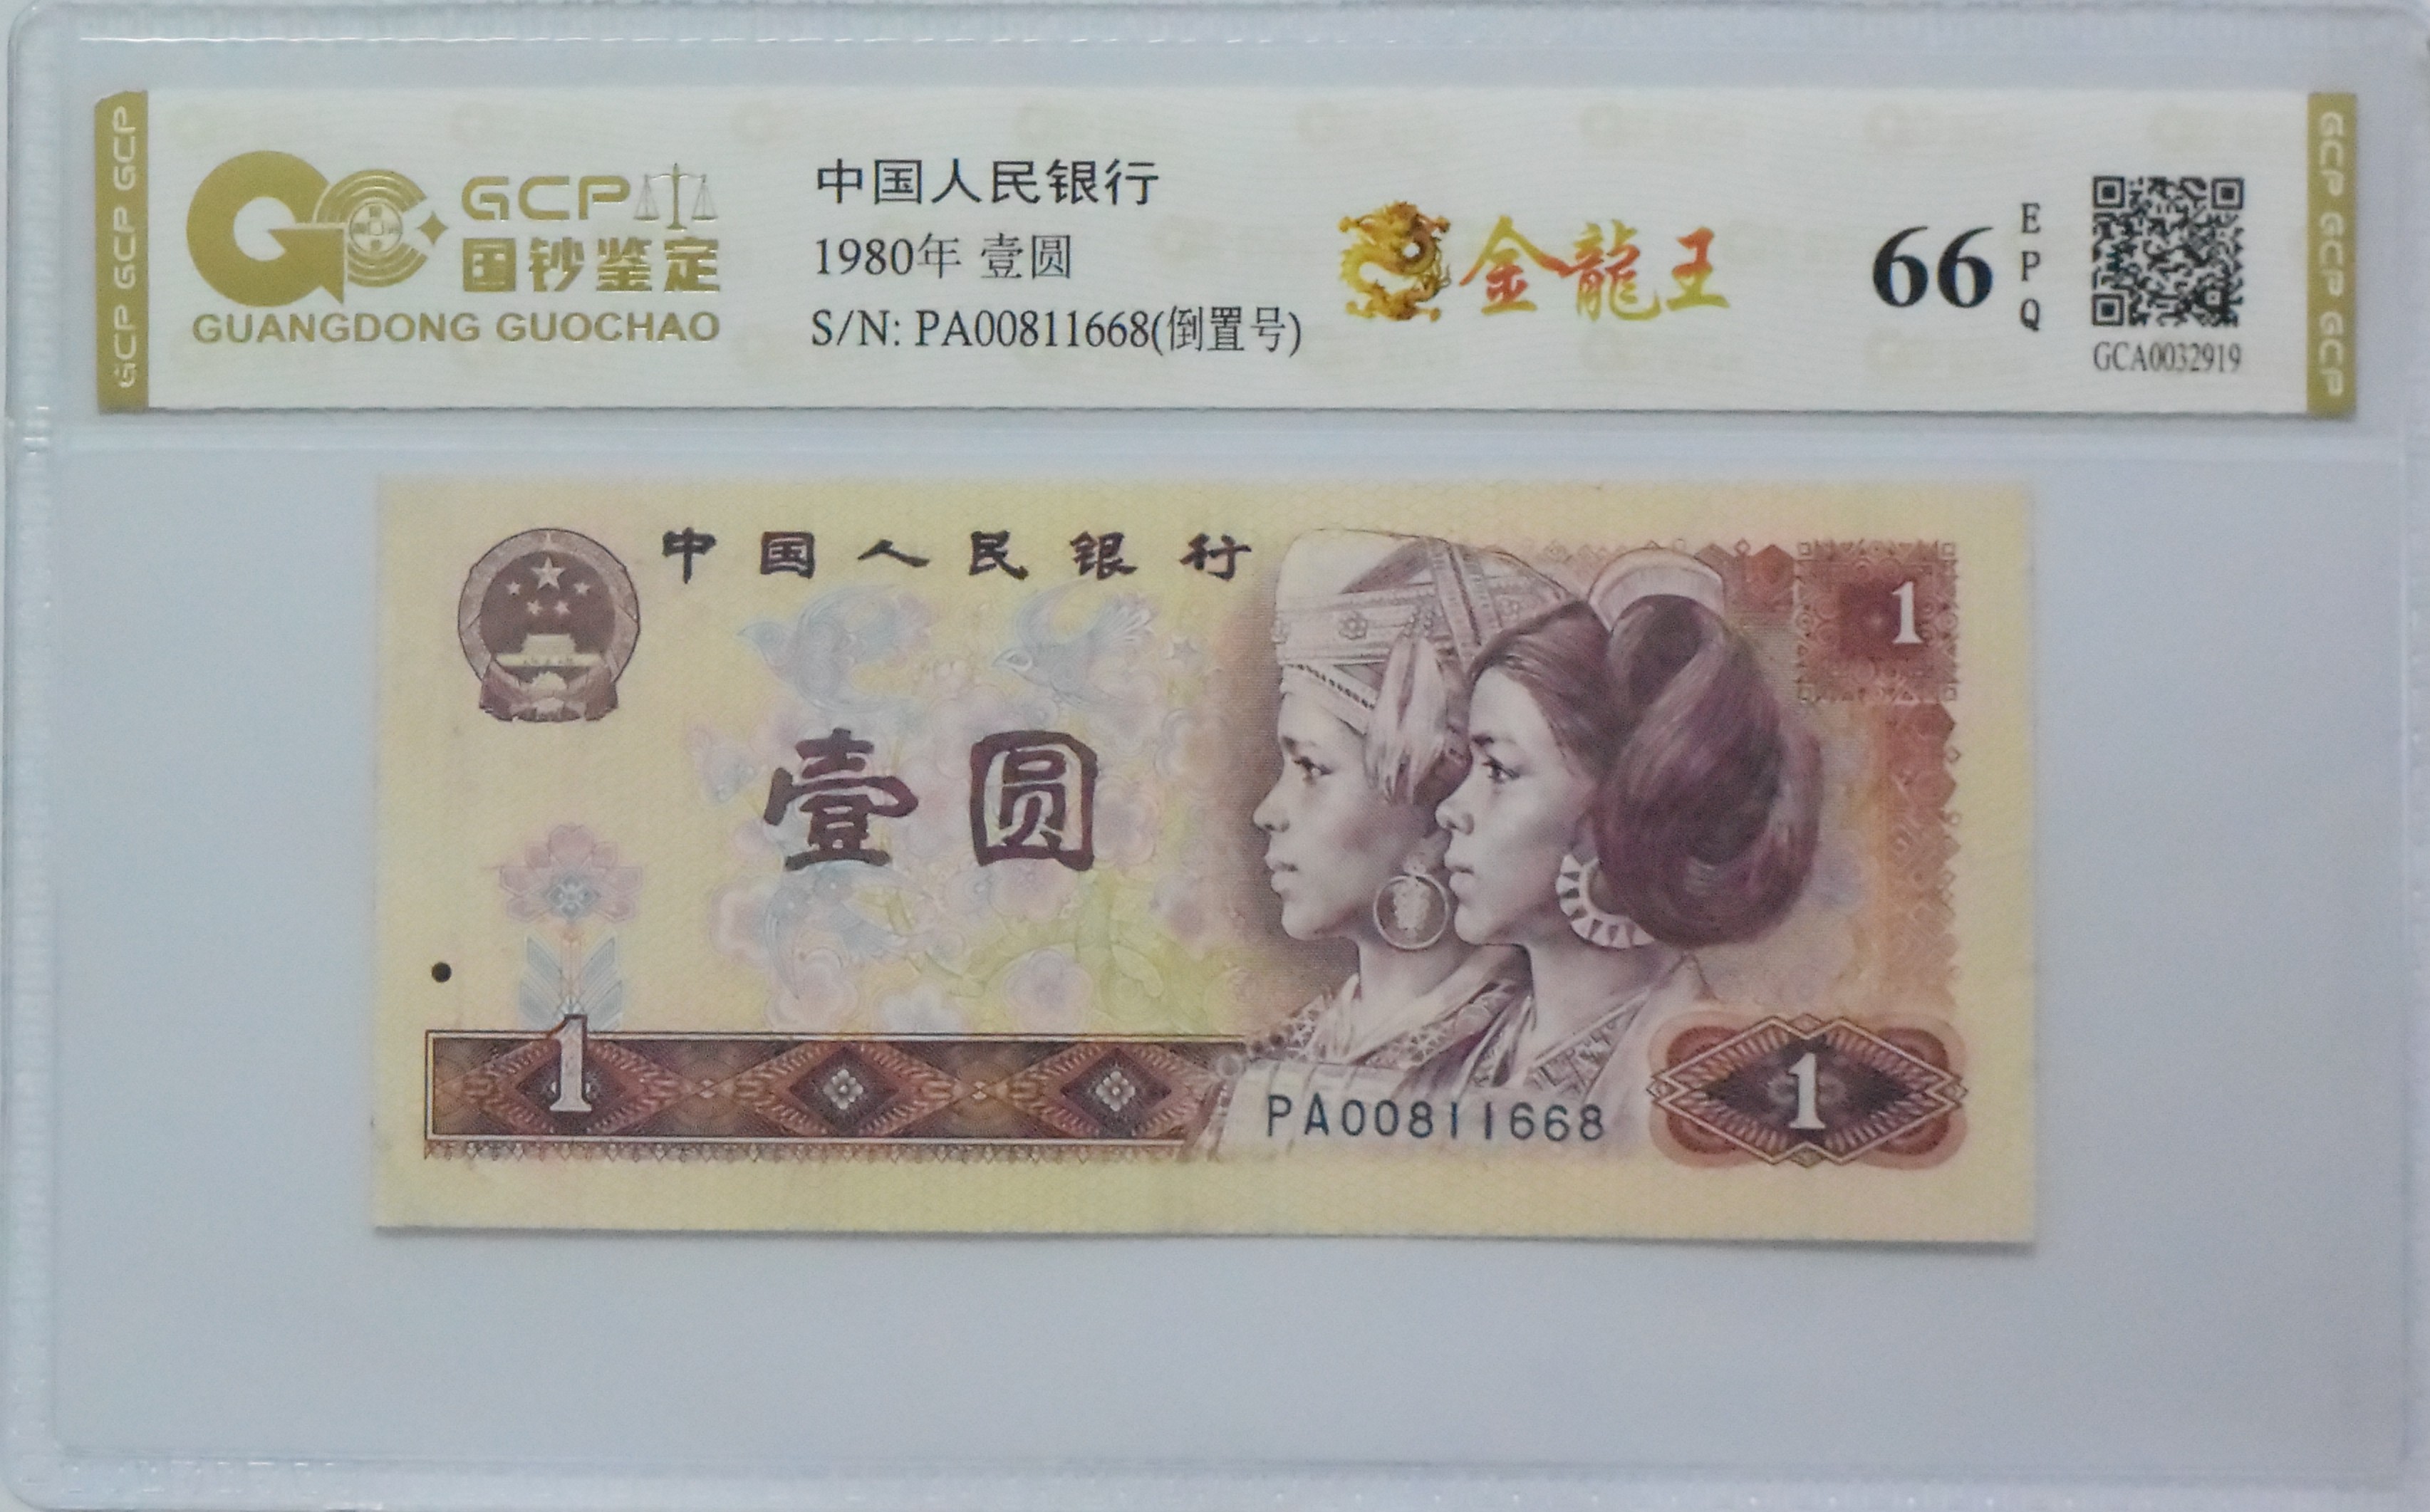 GCP GCP GCP
GCP
国钞鉴定
GUANGDONG GUOCHAO
中国人民银行
1980年 壹圆
S/N: PA00811668(倒置号)
金龍王
66
EPQ
GCA0032919
GCP GCP GCP
中国人民银行
1
壹圆
1
PA00811668
1